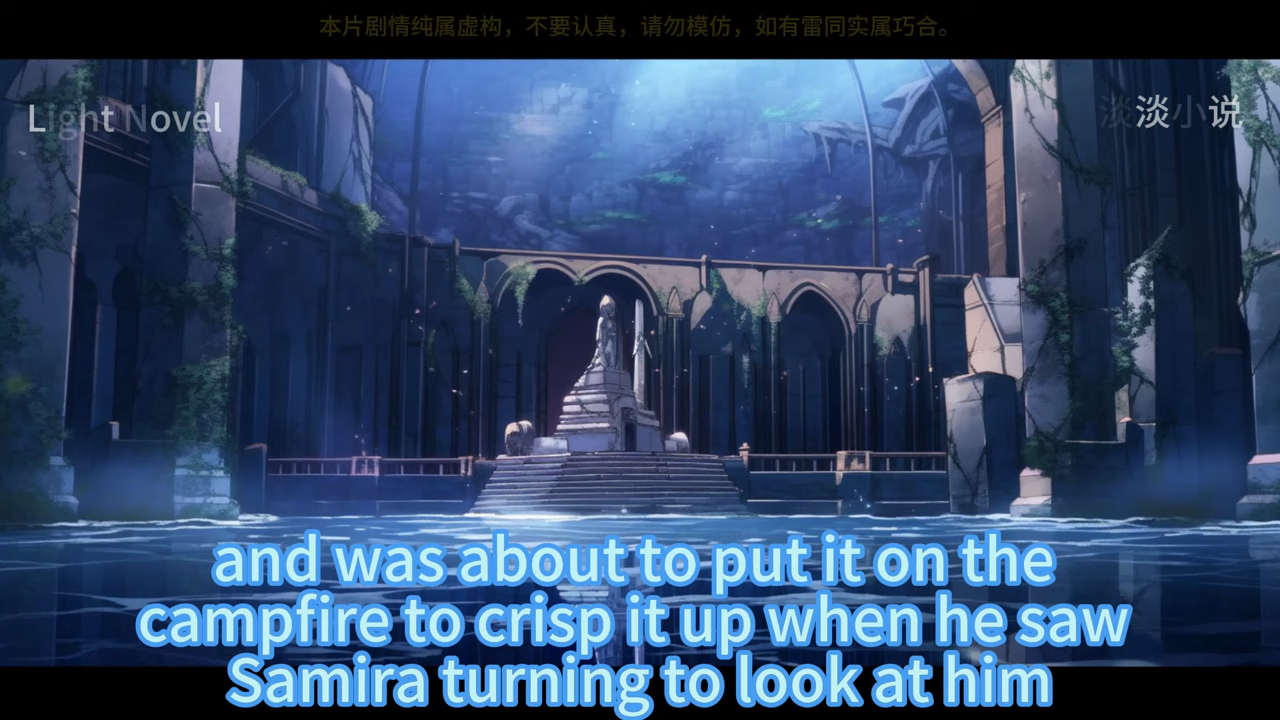 本片剧情纯属虚构，不要认真，请勿模仿，如有雷同实属巧合。
Light Novel
淡淡小说
and was about to put it on the
campfire to crisp it up when he saw
Samira turning to look at him